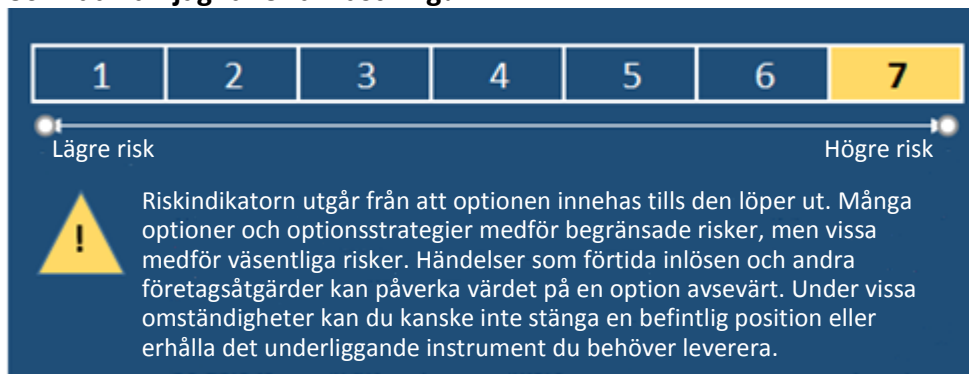 1 2 3 4 5 6 7
Lägre risk Högre risk
Riskindikatorn utgår från att optionen innehas tills den löper ut. Många
! optioner och optionsstrategier medför begränsade risker, men vissa
medför väsentliga risker. Händelser som förtida inlösen och andra
företagsåtgärder kan påverka värdet på en option avsevärt. Under vissa
omständigheter kan du kanske inte stänga en befintlig position eller
erhålla det underliggande instrument du behöver leverera.